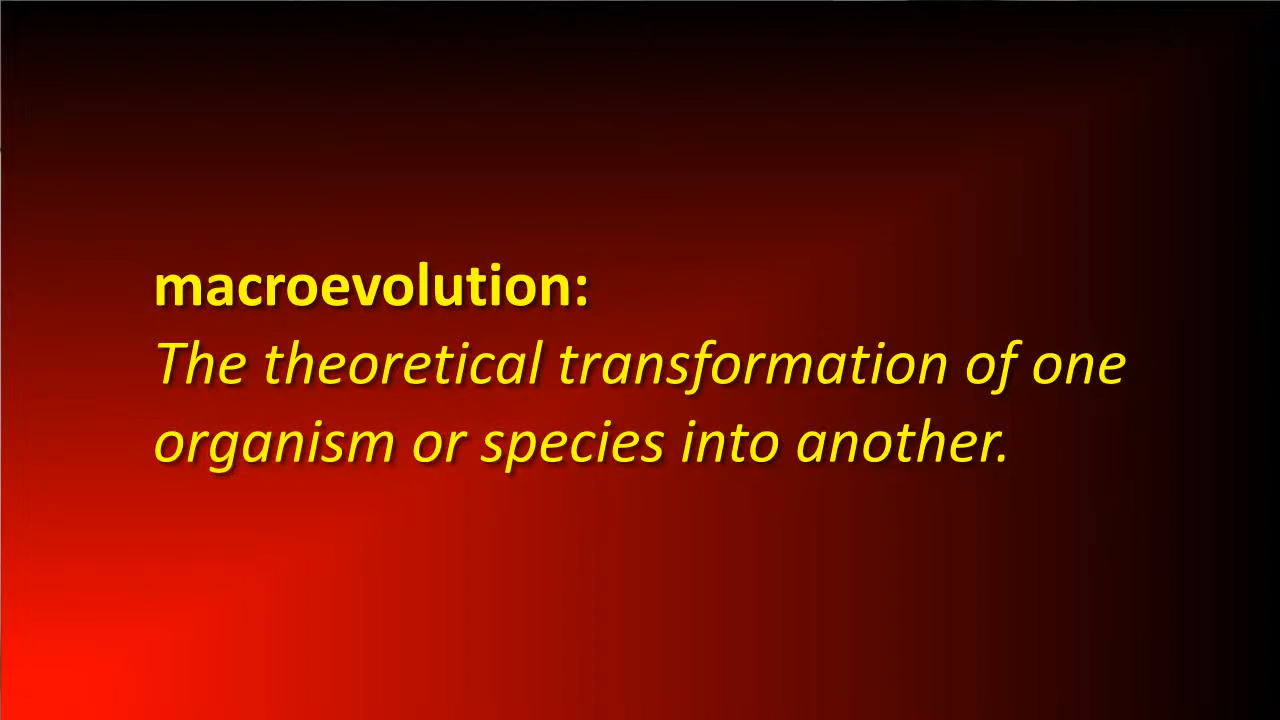 macroevolution:
The theoretical transformation of one
organism or species into another.